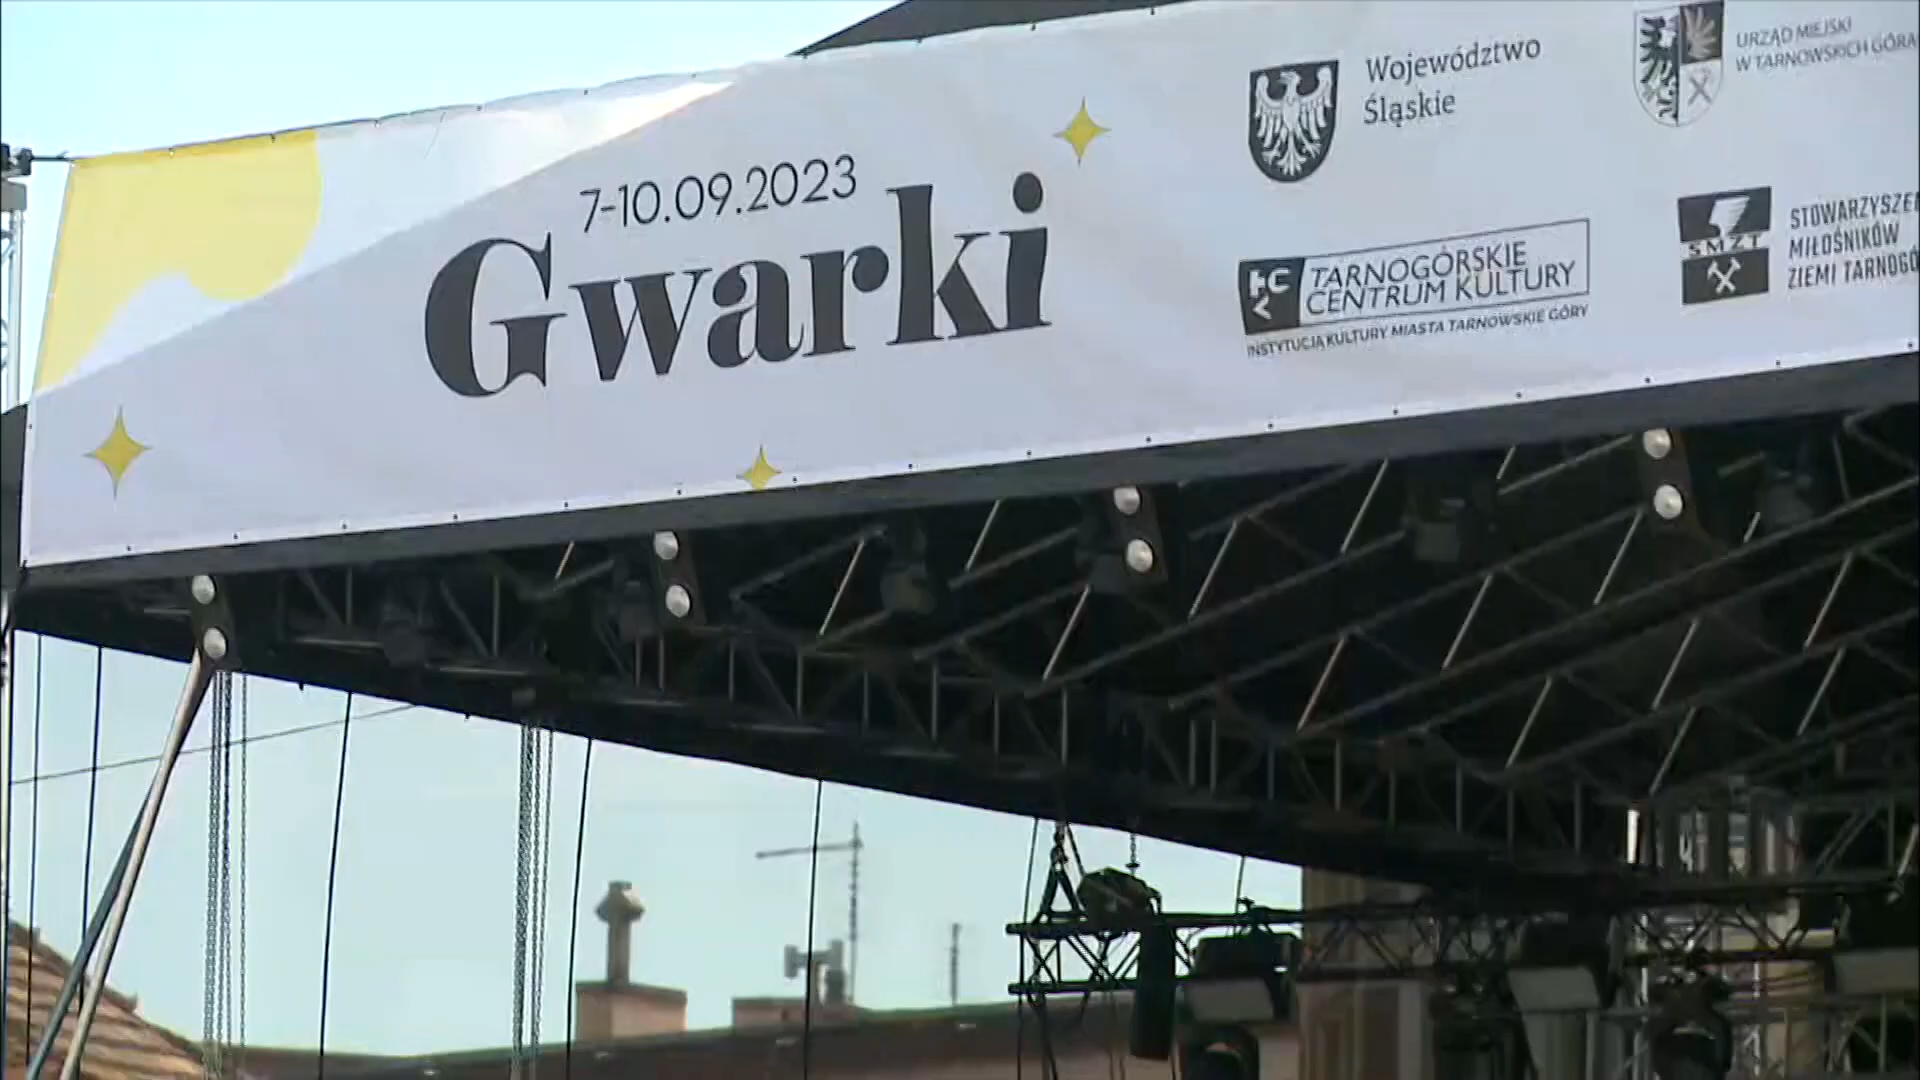 7-10.09.2023
Gwarki
Województwo
Śląskie
URZĄD MIEJSKI
W TARNOWSKICH GÓRA
TARNOGÓRSKIE
CENTRUM KULTURY
INSTYTUCJA KULTURY MIASTA TARNOWSKIE GÓRY
SMZT
STOWARZYSZE
MIŁOŚNIKÓW
ZIEMI TARNOGÓ